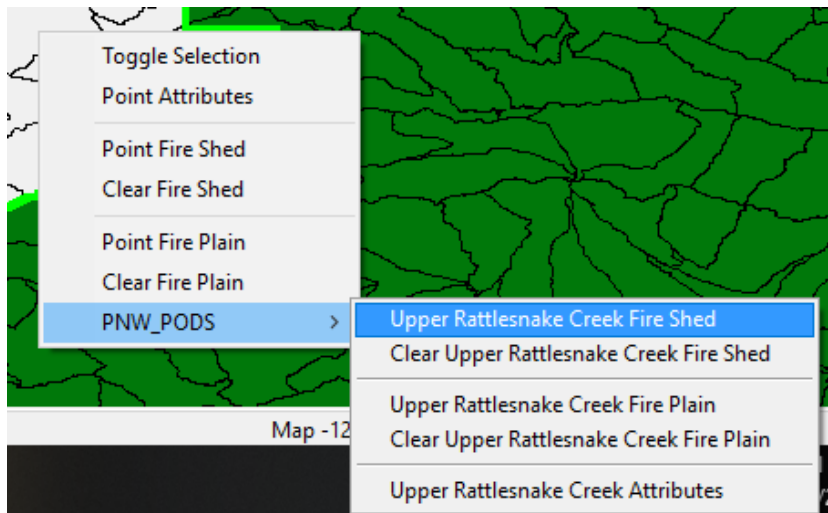 Toggle Selection
Point Attributes
Point Fire Shed
Clear Fire Shed
Point Fire Plain
Clear Fire Plain
PNW_PODS >
Upper Rattlesnake Creek Fire Shed
Clear Upper Rattlesnake Creek Fire Shed
Upper Rattlesnake Creek Fire Plain
Clear Upper Rattlesnake Creek Fire Plain
Upper Rattlesnake Creek Attributes
Map -12